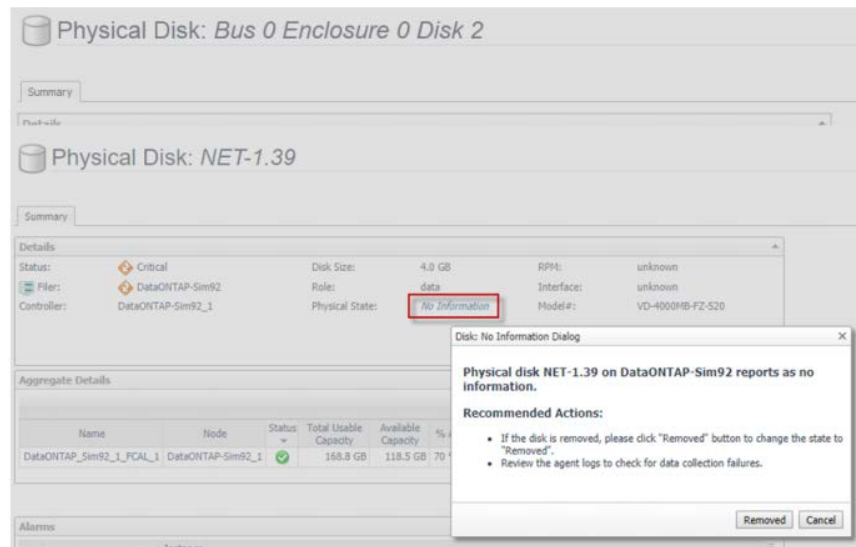 Physical Disk: Bus 0 Enclosure 0 Disk 2
Summary
Details
Physical Disk: NET-1.39
Summary
Details
Status: Critical Disk Size: 4.0 GB RPM: unknown
Filer: DataONTAP-Sim92 Role: data Interface: unknown
Controller: DataONTAP-Sim92_1 Physical State: No Information Model#: VD-4000MB-FZ-520
Disk: No Information Dialog
Physical disk NET-1.39 on DataONTAP-Sim92 reports as no
information.
Recommended Actions:
If the disk is removed, please click "Removed" button to change the state to
"Removed".
Review the agent logs to check for data collection failures.
Removed Cancel
Aggregate Details
Name Node Status Total Usable Capacity Available Capacity
DataONTAP_Sim92_1_FCAL_1 DataONTAP-Sim92_1 168.8 GB 118.5 GB 70
Alarms